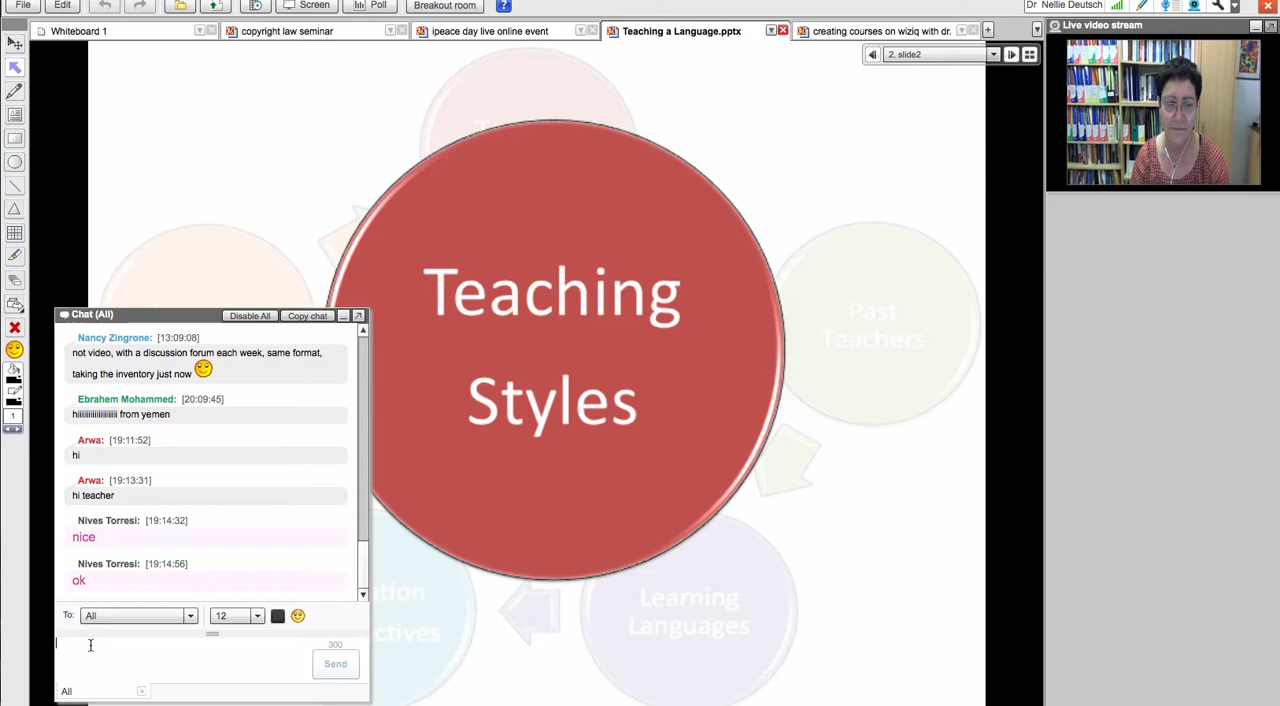 File
Edit
Screen
Poll
Breakout room
?
Dr Nellie Deutsch
Whiteboard 1
copyright law seminar
ipeace day live online event
Teaching a Language.pptx
creating courses on wiziq with dr.
Live video stream
2. slide2
Teaching
Styles
Past
Teachers
Learning
Languages
Chat (All)
Disable All
Copy chat
Nancy Zingrone: [13:09:08]
not video, with a discussion forum each week, same format,
taking the inventory just now
Ebrahem Mohammed: [20:09:45]
hiiiiiiiiiiiiiiiiiii from yemen
Arwa: [19:11:52]
hi
Arwa: [19:13:31]
hi teacher
Nives Torresi: [19:14:32]
nice
Nives Torresi: [19:14:56]
ok
To: All
12
300
Send
All
1